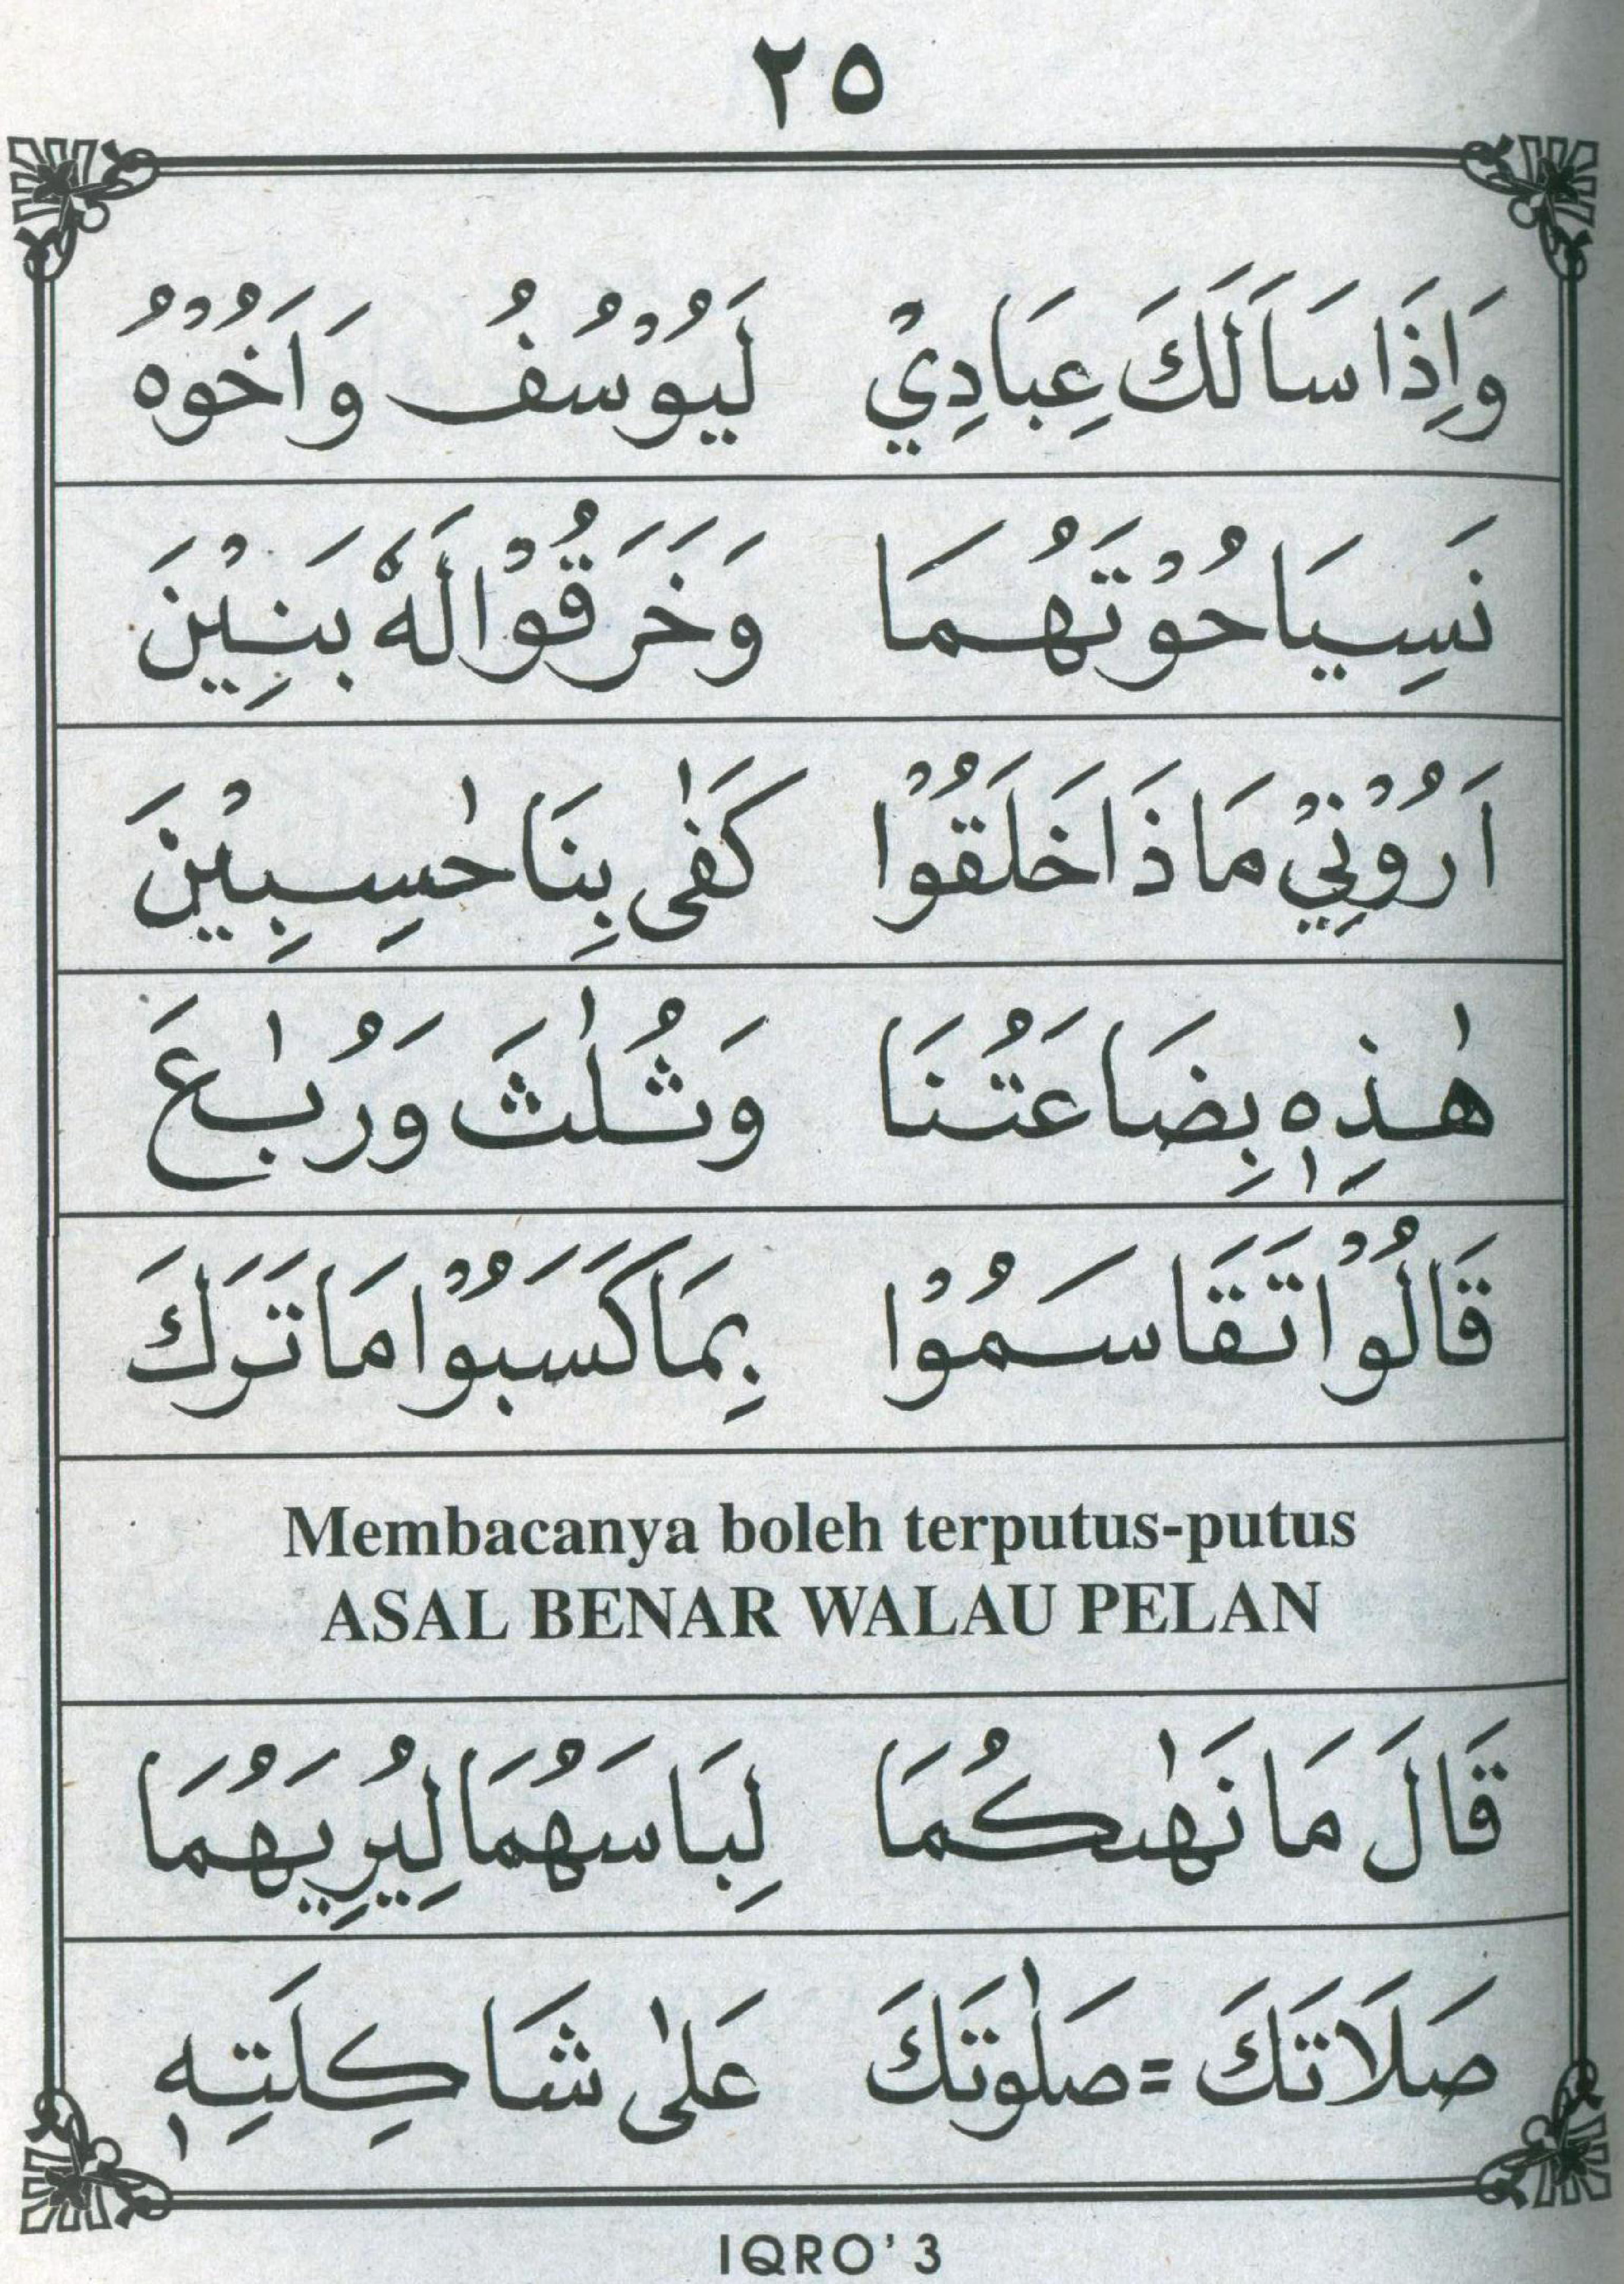 ٢٥
وَاِذَا سَاَلَكَ عِبَادِيْ لَيُوْسُفُ وَاَخُوْهُ
نَسِيَا حُوْتَهُمَا وَخَرَقُوْا لَهٗ بَنِيْنَ
اَرُوْنِيْ مَاذَا خَلَقُوْا كَفٰى بِنَا حٰسِبِيْنَ
هٰذِهٖ بِضَاعَتُنَا وَثُلٰثَ وَرُبٰعَ
قَالُوْا تَقَاسَمُوْا بِمَا كَسَبُوْا مَا تَرَكَ
Membacanya boleh terputus-putus
ASAL BENAR WALAU PELAN
قَالَ مَا نَهٰىكُمَا لِبَاسَهُمَا لِيُرِيَهُمَا
صَلَاتَكَ = صَلٰوتَكَ عَلٰى شَاكِلَتِهٖ
IQRO' 3